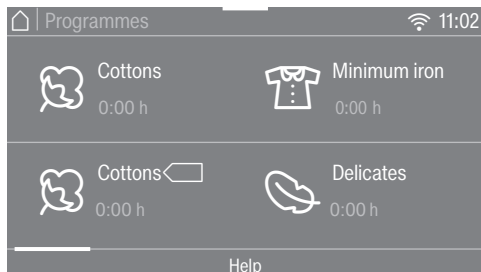 Programmes 11:02
Cottons Minimum iron
0:00 h 0:00 h
Cottons Delicates
0:00 h 0:00 h
Help